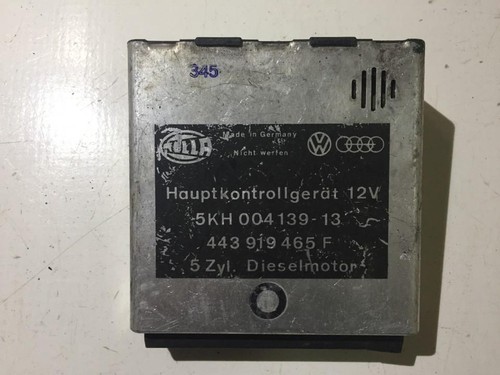 345
HELLA
Made in Germany
Nicht werfen
Hauptkontrollgerät 12V
5KH 004139-13
443 919 465 F
5 Zyl. Dieselmotor